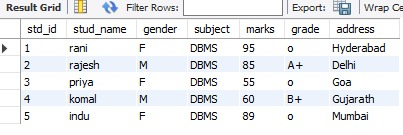 Result Grid Filter Rows: Export: Wrap Ce
std_id stud_name gender subject marks grade address
1 rani F DBMS 95 o Hyderabad
2 rajesh M DBMS 85 A+ Delhi
3 priya F DBMS 55 o Goa
4 komal M DBMS 60 B+ Gujarath
5 indu F DBMS 89 o Mumbai